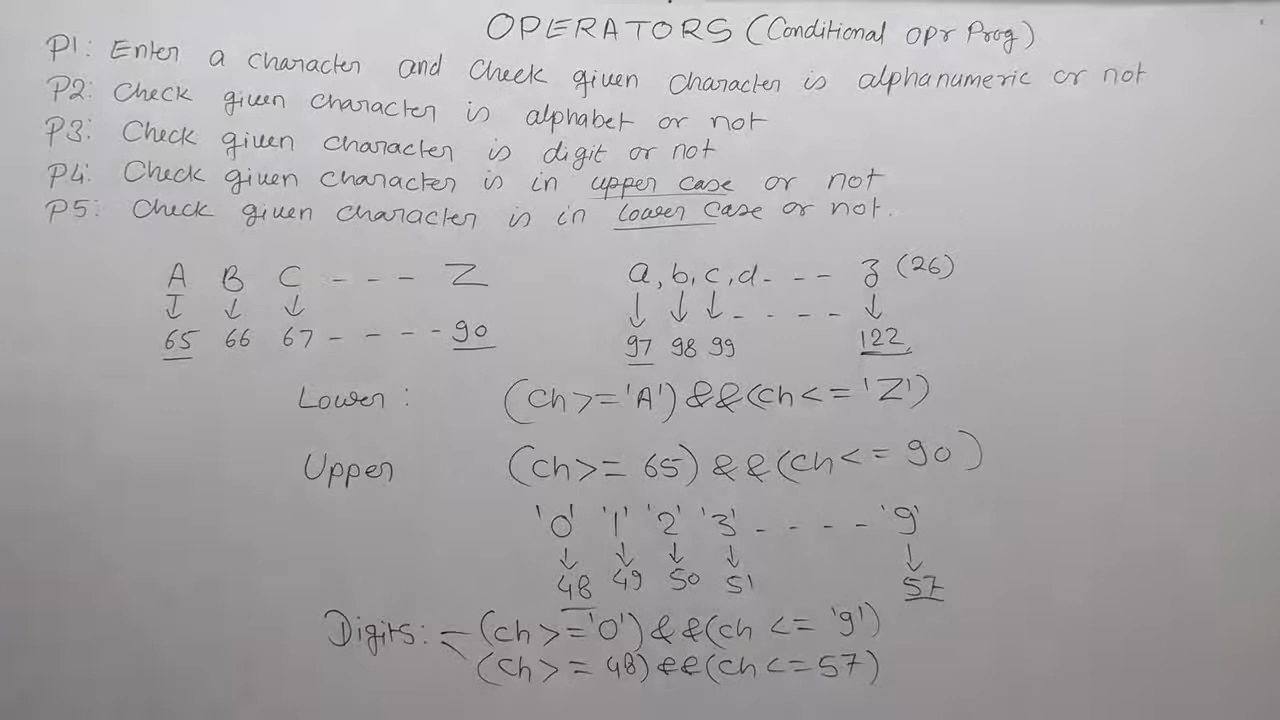 OPERATORS (Conditional opr Prog)
P1: Enter a character and check given character is alphanumeric or not
P2: Check given character is alphabet or not
P3: Check given character is digit or not
P4: Check given character is in upper case or not
P5: Check given character is in lower case or not.
A B C - - - Z a, b, c, d - - - z (26)
↓ ↓ ↓ ↓ ↓ ↓ - - - - - ↓
65 66 67 - - - - 90 97 98 99 122
Lower : (ch >= 'A') && (ch <= 'Z')
Upper (ch >= 65) && (ch <= 90)
'0' '1' '2' '3' - - - - '9'
↓ ↓ ↓ ↓ ↓
48 49 50 51 57
Digits: - (ch >= '0') && (ch <= '9')
(ch >= 48) && (ch <= 57)